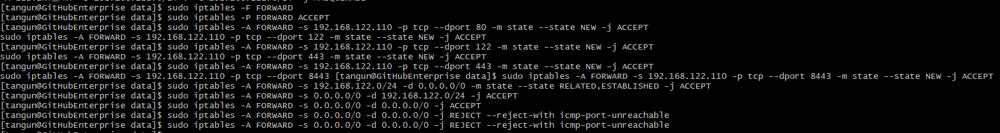 [tangun@GitHubEnterprise data]$ sudo iptables -F FORWARD
[tangun@GitHubEnterprise data]$ sudo iptables -P FORWARD ACCEPT
[tangun@GitHubEnterprise data]$ sudo iptables -A FORWARD -s 192.168.122.110 -p tcp --dport 80 -m state --state NEW -j ACCEPT
sudo iptables -A FORWARD -s 192.168.122.110 -p tcp --dport 122 -m state --state NEW -j ACCEPT
[tangun@GitHubEnterprise data]$ sudo iptables -A FORWARD -s 192.168.122.110 -p tcp --dport 122 -m state --state NEW -j ACCEPT
sudo iptables -A FORWARD -s 192.168.122.110 -p tcp --dport 443 -m state --state NEW -j ACCEPT
[tangun@GitHubEnterprise data]$ sudo iptables -A FORWARD -s 192.168.122.110 -p tcp --dport 443 -m state --state NEW -j ACCEPT
sudo iptables -A FORWARD -s 192.168.122.110 -p tcp --dport 8443 [tangun@GitHubEnterprise data]$ sudo iptables -A FORWARD -s 192.168.122.110 -p tcp --dport 8443 -m state --state NEW -j ACCEPT
[tangun@GitHubEnterprise data]$ sudo iptables -A FORWARD -s 192.168.122.0/24 -d 0.0.0.0/0 -m state --state RELATED,ESTABLISHED -j ACCEPT
[tangun@GitHubEnterprise data]$ sudo iptables -A FORWARD -s 0.0.0.0/0 -d 192.168.122.0/24 -j ACCEPT
[tangun@GitHubEnterprise data]$ sudo iptables -A FORWARD -s 0.0.0.0/0 -d 0.0.0.0/0 -j ACCEPT
[tangun@GitHubEnterprise data]$ sudo iptables -A FORWARD -s 0.0.0.0/0 -d 0.0.0.0/0 -j REJECT --reject-with icmp-port-unreachable
[tangun@GitHubEnterprise data]$ sudo iptables -A FORWARD -s 0.0.0.0/0 -d 0.0.0.0/0 -j REJECT --reject-with icmp-port-unreachable